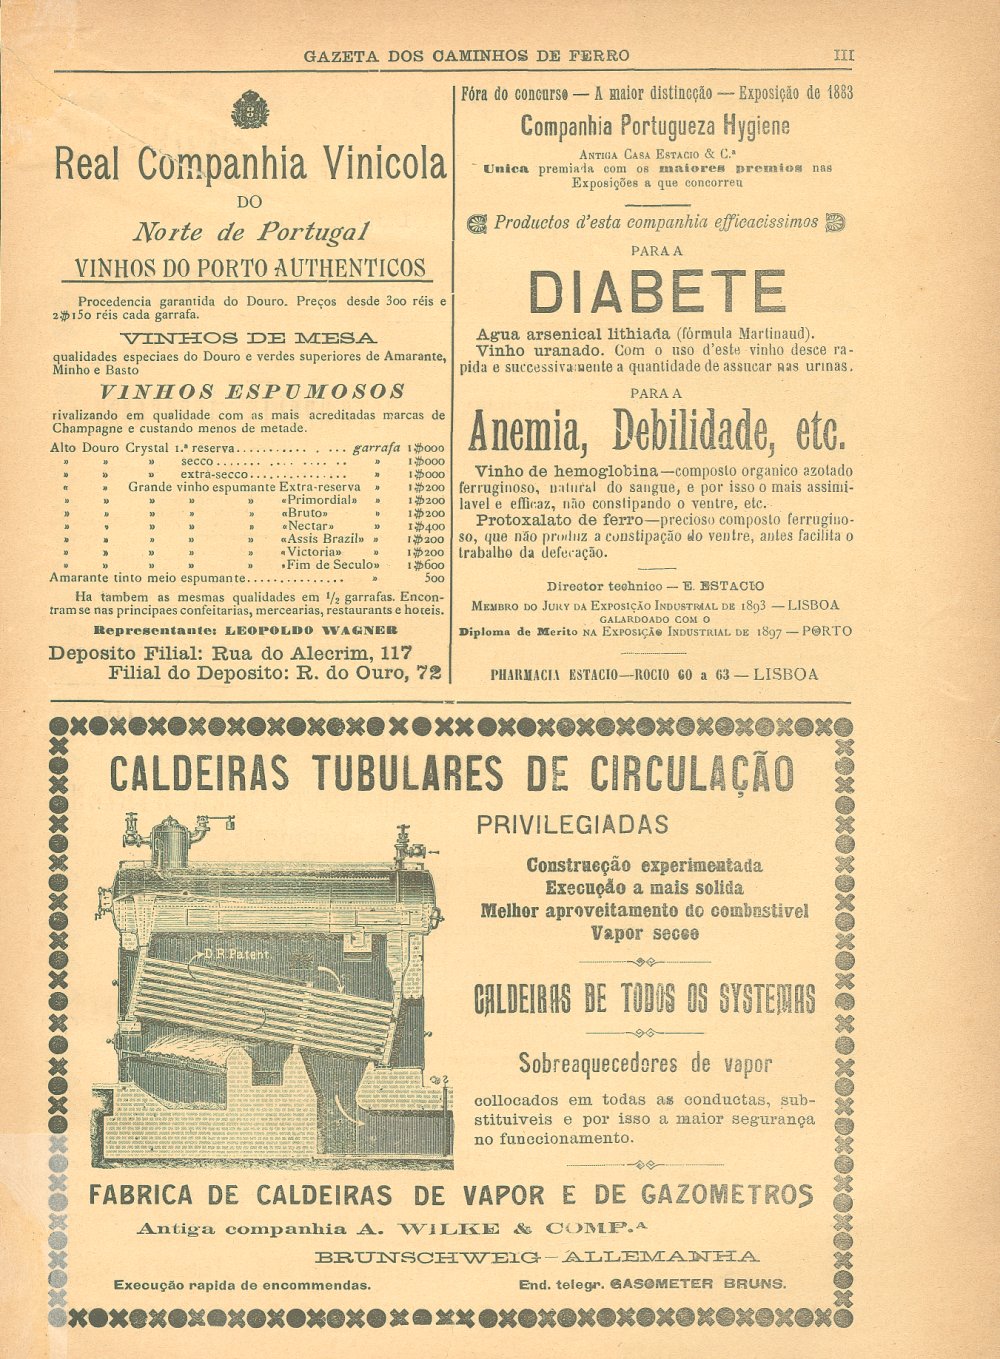 GAZETA DOS CAMINHOS DE FERRO III
Real Companhia Vinicola
DO
Norte de Portugal
VINHOS DO PORTO AUTHENTICOS
Procedencia garantida do Douro. Preços desde 300 réis e
2$150 réis cada garrafa.
VINHOS DE MESA
qualidades especiaes do Douro e verdes superiores de Amarante,
Minho e Basto
VINHOS ESPUMOSOS
rivalizando em qualidade com as mais acreditadas marcas de
Champagne e custando menos de metade.
Alto Douro Crystal 1.ª reserva.......... . ... garrafa 1$000
» » » secco....... .... .... .. » 1$000
» » » extra-secco.............. » 1$000
» » Grande vinho espumante Extra-reserva » 1$200
» » » » » «Primordial» » 1$200
» » » » » «Bruto» » 1$200
» » » » » «Nectar» » 1$400
» » » » » «Assis Brazil» » 1$200
» » » » » «Victoria» » 1$200
» » » » » «Fim de Seculo» » 1$600
Amarante tinto meio espumante.............. » 500
Ha tambem as mesmas qualidades em 1/2 garrafas. Encon-
tram se nas principaes confeitarias, mercearias, restaurants e hoteis.
Representante: LEOPOLDO WAGNER
Deposito Filial: Rua do Alecrim, 117
Filial do Deposito: R. do Ouro, 72
Fóra do concurso — A maior distincção — Exposição de 1883
Companhia Portugueza Hygiene
ANTIGA CASA ESTACIO & C.ª
Unica premiada com os maiores premios nas
Exposições a que concorreu
Productos d'esta companhia efficacissimos
PARA A
DIABETE
Agua arsenical lithiada (fórmula Martinaud).
Vinho uranado. Com o uso d'este vinho desce ra-
pida e successivamente a quantidade de assucar nas urinas.
PARA A
Anemia, Debilidade, etc.
Vinho de hemoglobina—composto organico azotado
ferruginoso, natural do sangue, e por isso o mais assimi-
lavel e efficaz, não constipando o ventre, etc.
Protoxalato de ferro—precioso composto ferrugino-
so, que não produz a constipação do ventre, antes facilita o
trabalho da defecação.
Director technico — E. ESTACIO
MEMBRO DO JURY DA EXPOSIÇÃO INDUSTRIAL DE 1893 — LISBOA
GALARDOADO COM O
Diploma de Merito NA EXPOSIÇÃO INDUSTRIAL DE 1897 — PORTO
PHARMACIA ESTACIO—ROCIO 60 a 63 — LISBOA
CALDEIRAS TUBULARES DE CIRCULAÇÃO
PRIVILEGIADAS
Construcção experimentada
Execução a mais solida
Melhor aproveitamento do combustivel
Vapor secco
D.R.Patent.
CALDEIRAS DE TODOS OS SYSTEMAS
Sobreaquecedores de vapor
collocados em todas as conductas, sub-
stituiveis e por isso a maior segurança
no funccionamento.
FABRICA DE CALDEIRAS DE VAPOR E DE GAZOMETROS
Antiga companhia A. WILKE & COMP.ª
BRUNSCHWEIG—ALLEMANHA
Execução rapida de encommendas. End. telegr. GASOMETER BRUNS.